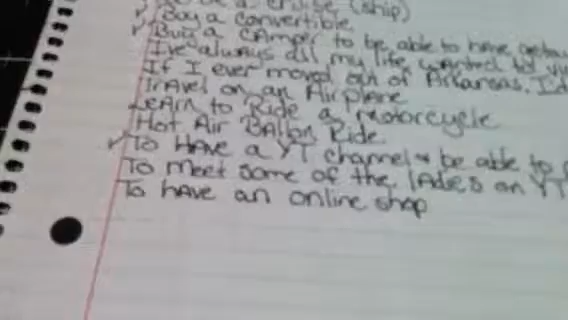 a cruise (ship)
Buy a convertible
Buy a camper to be able to have
I've always all my life wanted to
If I ever moved out of Arkansas, I'd
Travel on an Airplane
Learn to Ride a motorcycle
Hot Air Ballon Ride
To Have a YT channel & be able to
To meet some of the ladies on YT
To have an online shop